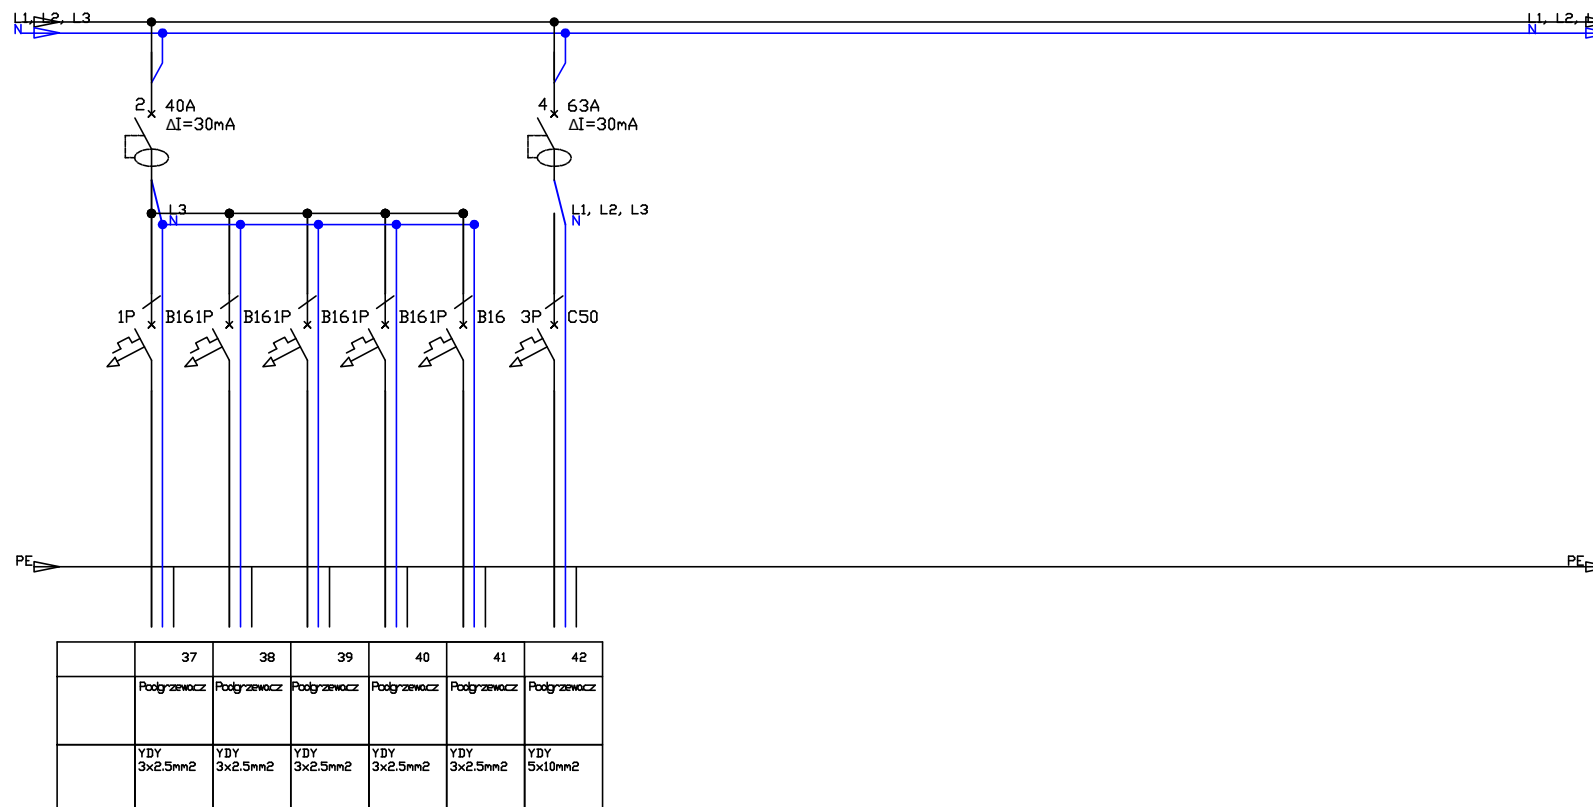 L1, L2, L3
L1, L2, L
N
N
2
40A
ΔI=30mA
4
63A
ΔI=30mA
L3
N
L1, L2, L3
N
1P
B16
1P
B16
1P
B16
1P
B16
1P
B16
3P
C50
PE
PE
37
38
39
40
41
42
Podgrzewacz
Podgrzewacz
Podgrzewacz
Podgrzewacz
Podgrzewacz
Podgrzewacz
YDY
YDY
YDY
YDY
YDY
YDY
3x2.5mm2
3x2.5mm2
3x2.5mm2
3x2.5mm2
3x2.5mm2
5x10mm2